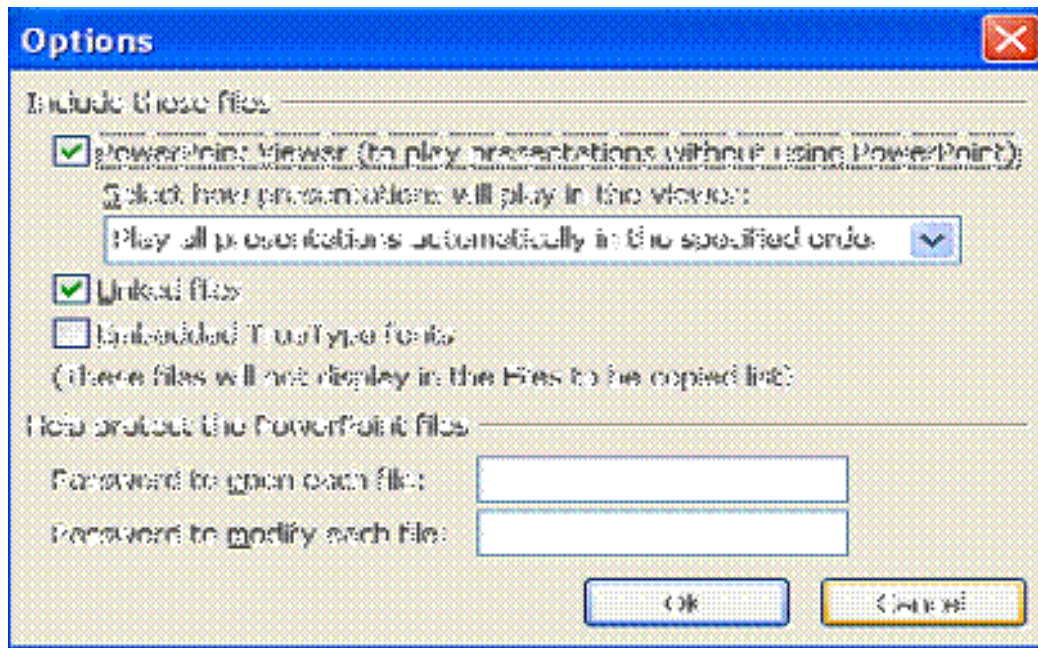 Options
Include these files
PowerPoint Viewer (to play presentations without using PowerPoint)
Select how presentations will play in the viewer:
Play all presentations automatically in the specified order
Linked files
Embedded TrueType fonts
(These files will not display in the Files to be copied list)
Help protect the PowerPoint files
Password to open each file:
Password to modify each file:
OK
Cancel